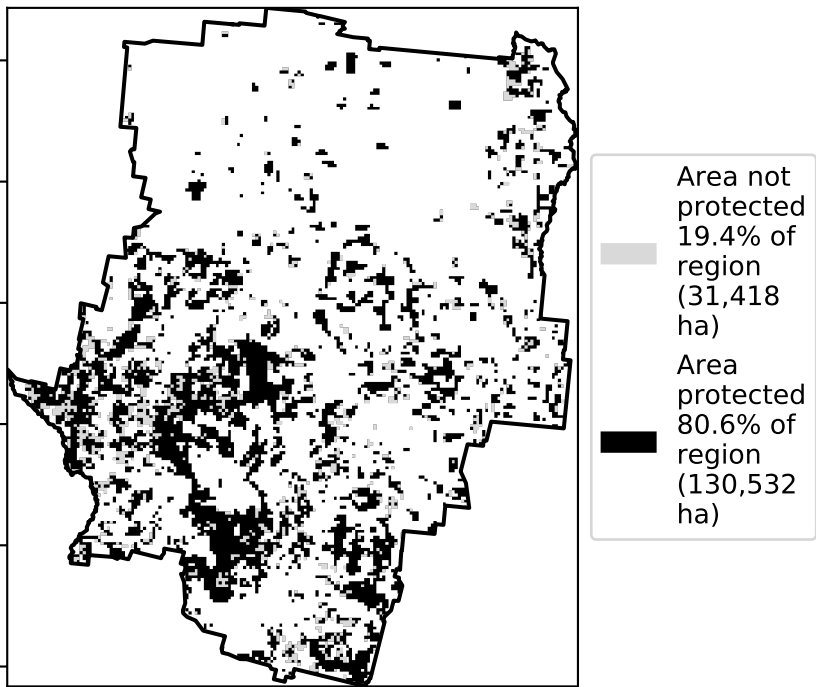 Area not
protected
19.4% of
region
(31,418
ha)
Area
protected
80.6% of
region
(130,532
ha)